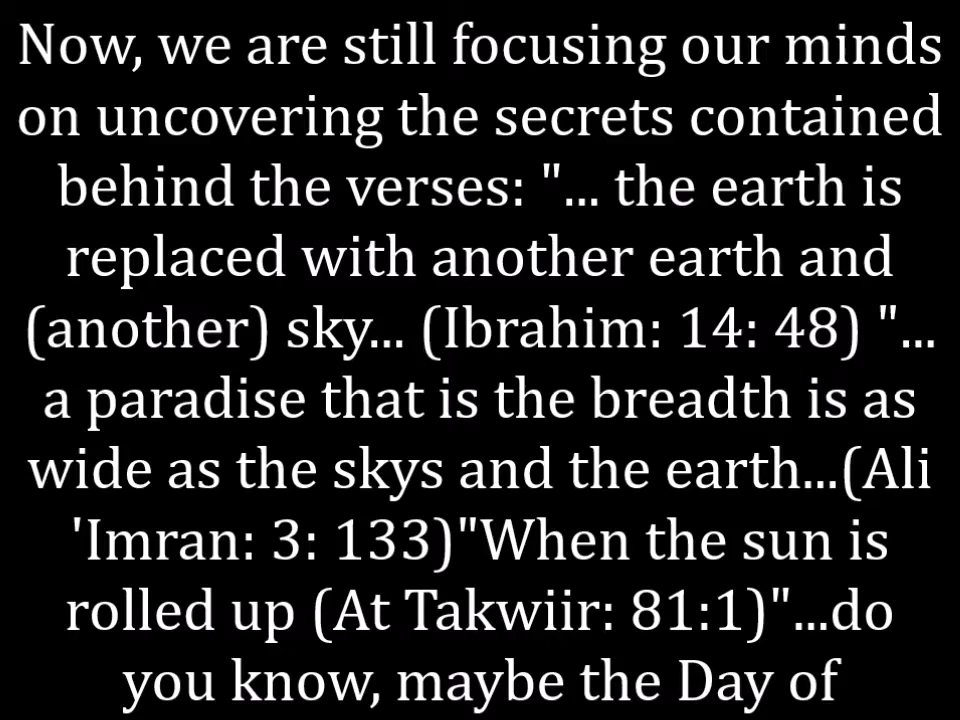 Now, we are still focusing our minds
on uncovering the secrets contained
behind the verses: "... the earth is
replaced with another earth and
(another) sky... (Ibrahim: 14: 48) "...
a paradise that is the breadth is as
wide as the skys and the earth...(Ali
'Imran: 3: 133)"When the sun is
rolled up (At Takwiir: 81:1)"...do
you know, maybe the Day of